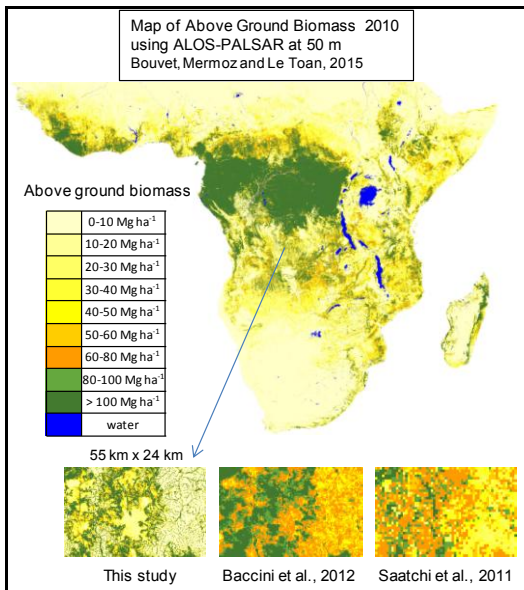 Map of Above Ground Biomass 2010
using ALOS-PALSAR at 50 m
Bouvet, Mermoz and Le Toan, 2015
Above ground biomass
0-10 Mg ha⁻¹
10-20 Mg ha⁻¹
20-30 Mg ha⁻¹
30-40 Mg ha⁻¹
40-50 Mg ha⁻¹
50-60 Mg ha⁻¹
60-80 Mg ha⁻¹
80-100 Mg ha⁻¹
> 100 Mg ha⁻¹
water
55 km x 24 km
This study
Baccini et al., 2012
Saatchi et al., 2011